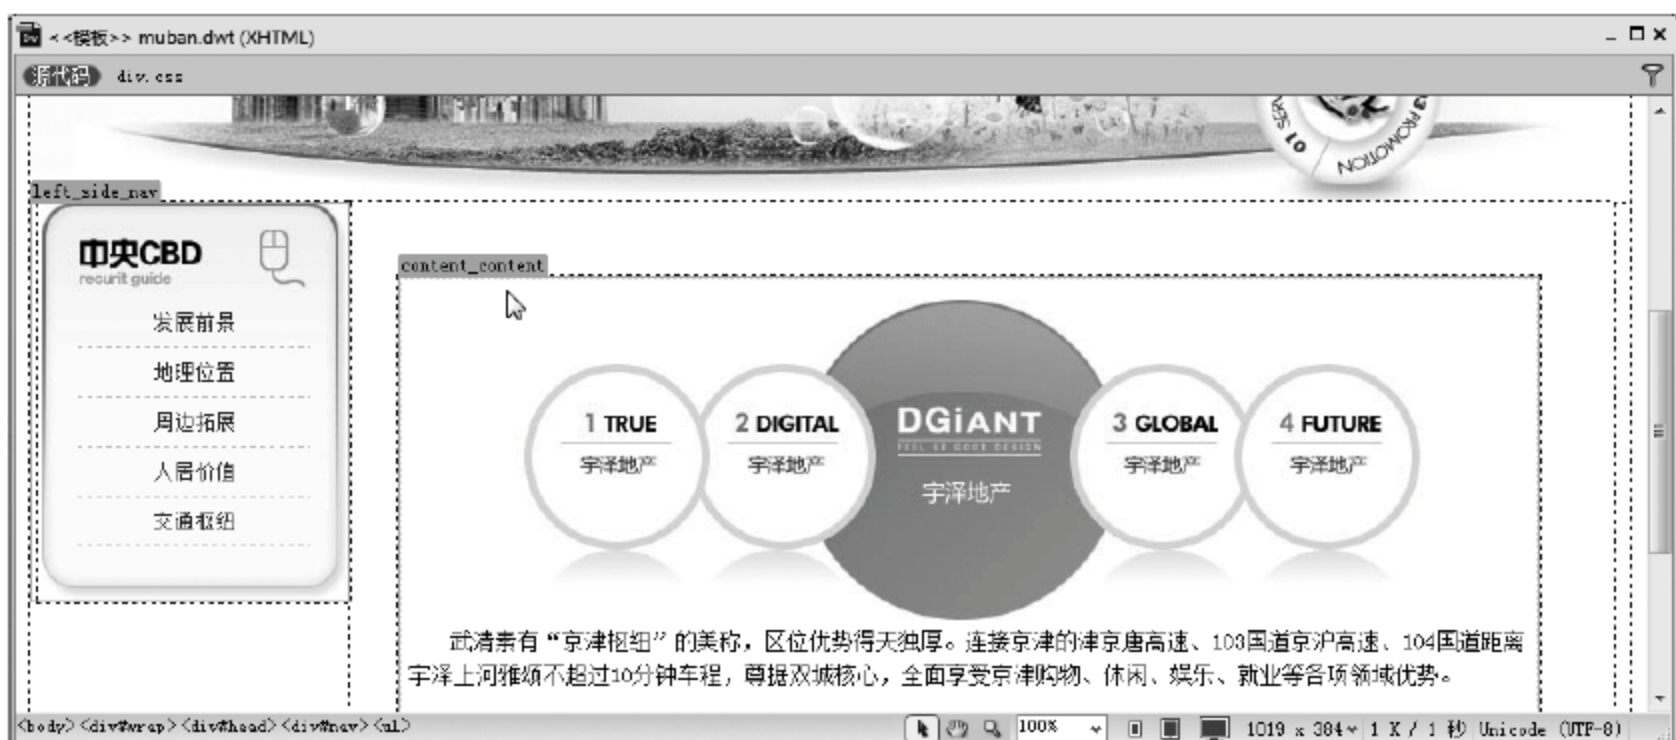 <<模板>> muban.dwt (XHTML)
源代码 div.css
01 SER
3 PROMOTION
left_side_nav
中央CBD
recurit guide
发展前景
地理位置
周边拓展
人居价值
交通枢纽
content_content
1 TRUE
宇泽地产
2 DIGITAL
宇泽地产
DGiANT
FEEL SO GOOD DESIGN
宇泽地产
3 GLOBAL
宇泽地产
4 FUTURE
宇泽地产
武清素有“京津枢纽”的美称，区位优势得天独厚。连接京津的津京唐高速、103国道京沪高速、104国道距离
宇泽上河雅颂不超过10分钟车程，尊据双城核心，全面享受京津购物、休闲、娱乐、就业等各项领域优势。
<body> <div#wrap> <div#head> <div#nav> <ul> 100% 1019 x 384 1 K / 1 秒 Unicode (UTF-8)